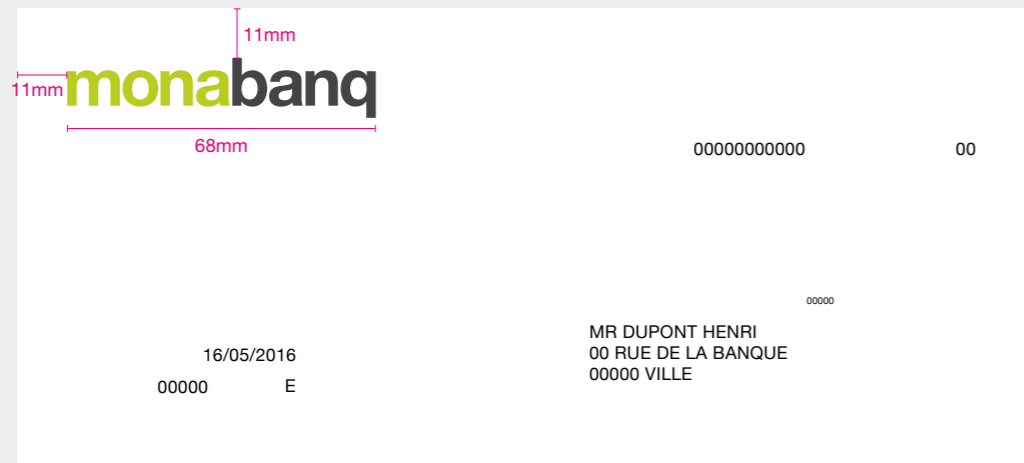 11mm
11mm
monabanq
68mm
00000000000 00
00000
MR DUPONT HENRI
00 RUE DE LA BANQUE
00000 VILLE
16/05/2016
00000 E